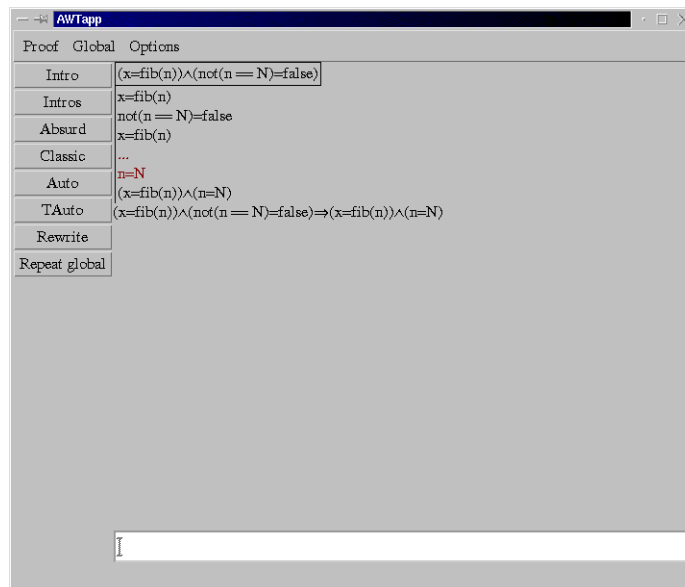 AWTapp
Proof Global Options
Intro
Intros
Absurd
Classic
Auto
TAuto
Rewrite
Repeat global
(x=fib(n))∧(not(n==N)=false)
x=fib(n)
not(n==N)=false
x=fib(n)
...
n=N
(x=fib(n))∧(n=N)
(x=fib(n))∧(not(n==N)=false)⇒(x=fib(n))∧(n=N)